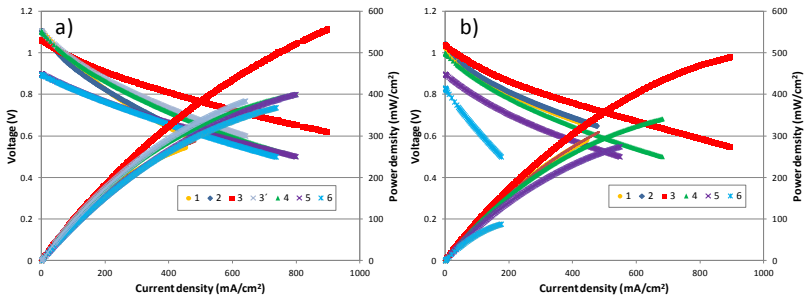 a)
1.2
1
0.8
0.6
0.4
0.2
0
Voltage (V)
600
500
400
300
200
100
0
Power density (mW/cm²)
1 2 3 3' 4 5 6
0 200 400 600 800 1000
Current density (mA/cm²)
b)
1.2
1
0.8
0.6
0.4
0.2
0
Voltage (V)
600
500
400
300
200
100
0
Power density (mW/cm²)
1 2 3 4 5 6
0 200 400 600 800 1000
Current density (mA/cm²)